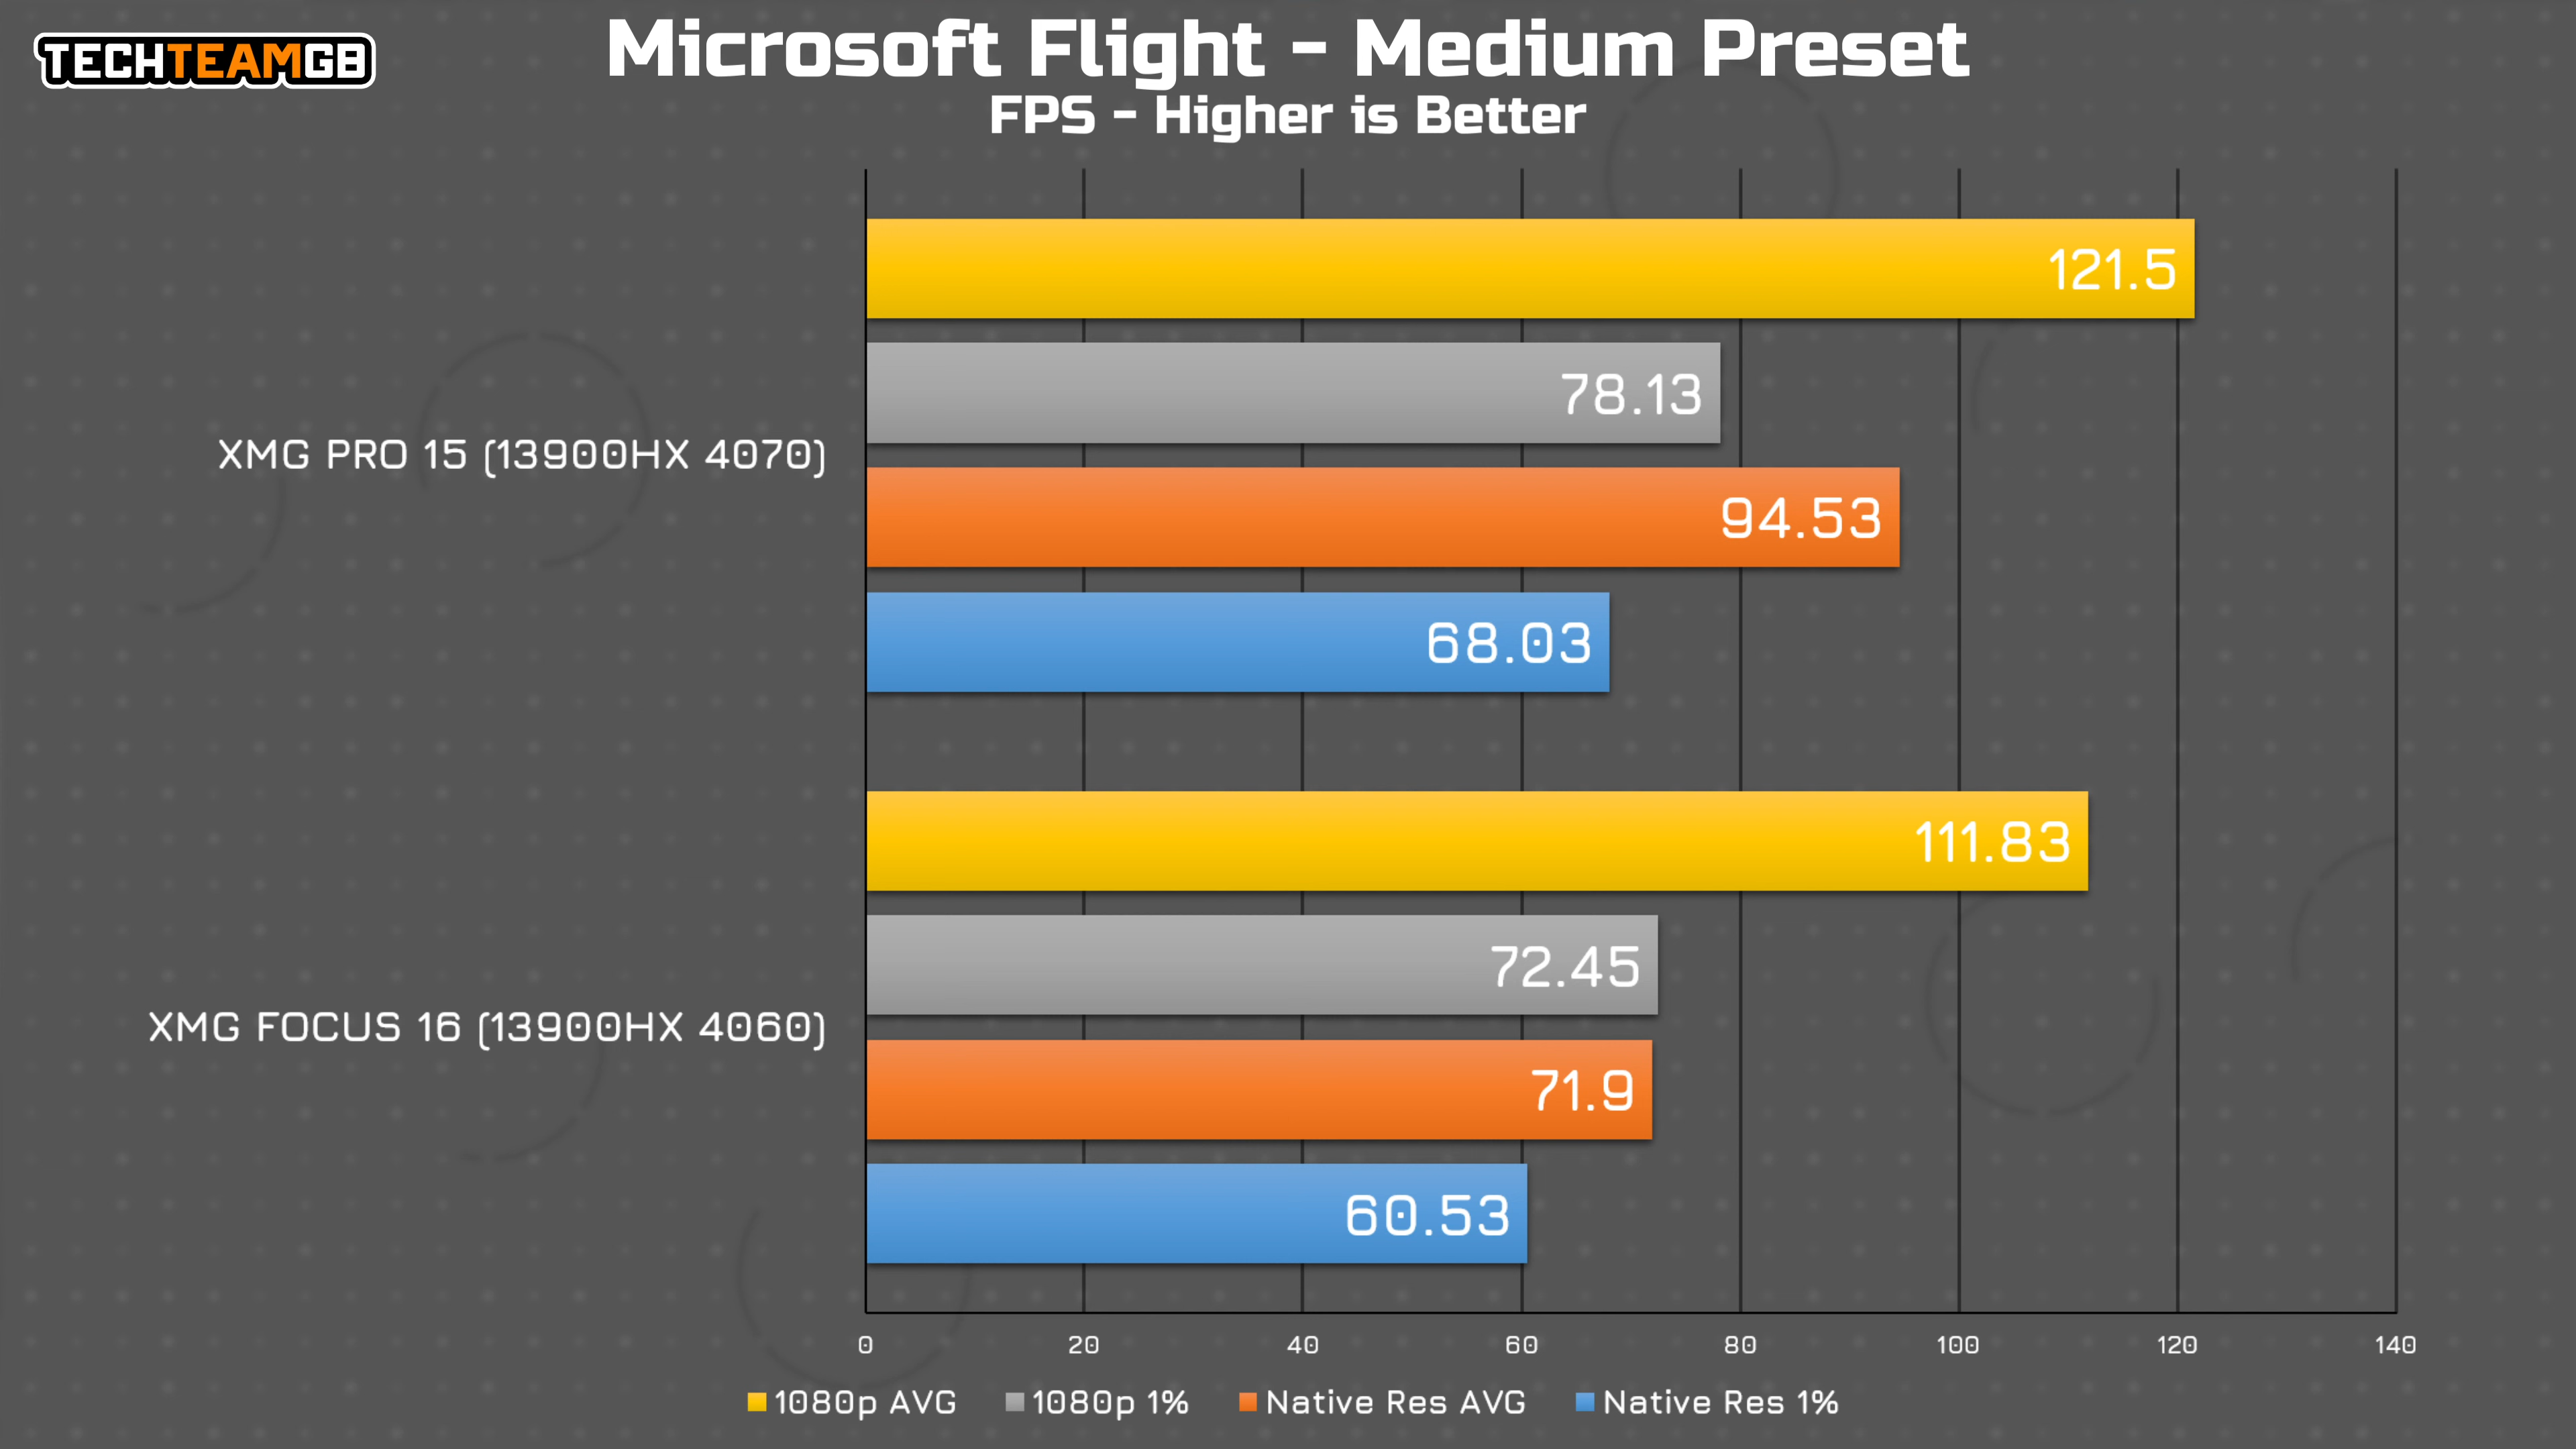 TECHTEAMGB
Microsoft Flight - Medium Preset
FPS - Higher is Better
XMG PRO 15 (13900HX 4070)
121.5
78.13
94.53
68.03
XMG FOCUS 16 (13900HX 4060)
111.83
72.45
71.9
60.53
0 20 40 60 80 100 120 140
1080p AVG 1080p 1% Native Res AVG Native Res 1%